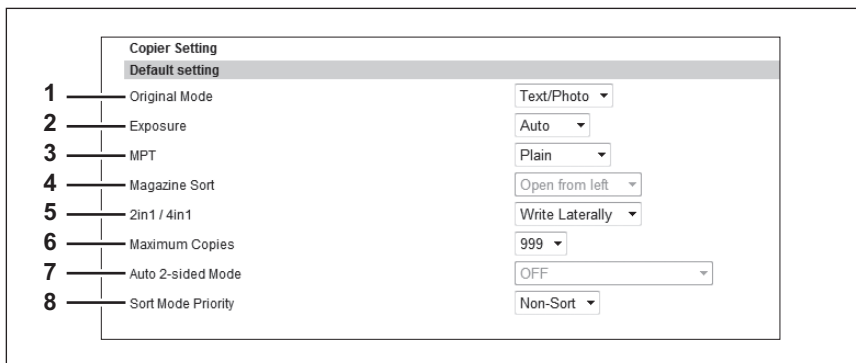 Copier Setting
Default setting
1 Original Mode Text/Photo
2 Exposure Auto
3 MPT Plain
4 Magazine Sort Open from left
5 2in1 / 4in1 Write Laterally
6 Maximum Copies 999
7 Auto 2-sided Mode OFF
8 Sort Mode Priority Non-Sort